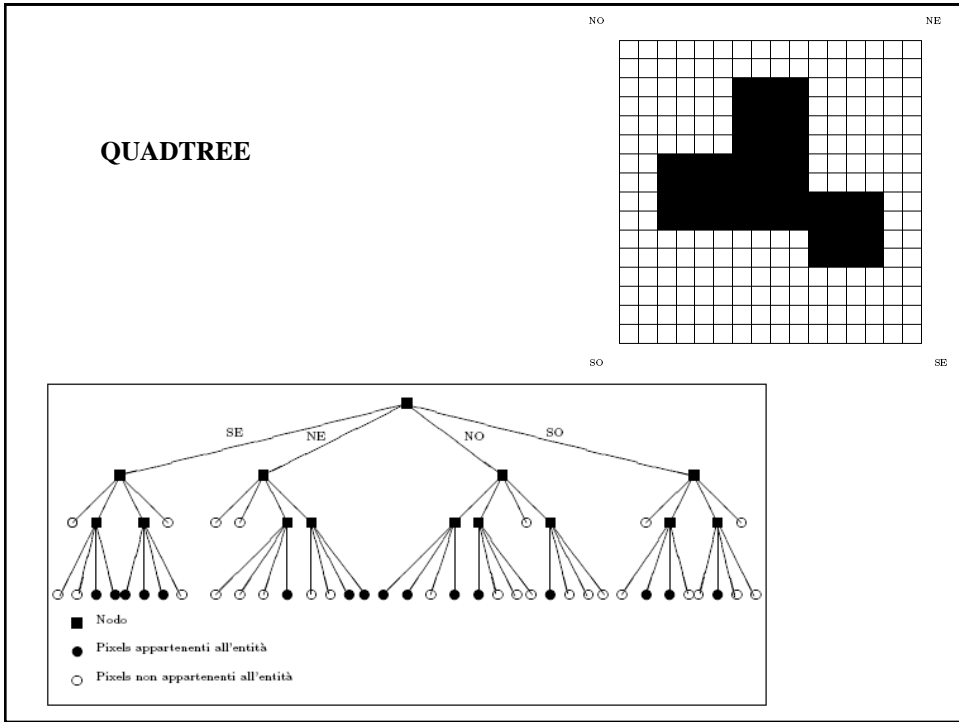 NO NE
QUADTREE
SO SE
SE NE NO SO
Nodo
Pixels appartenenti all'entità
Pixels non appartenenti all'entità